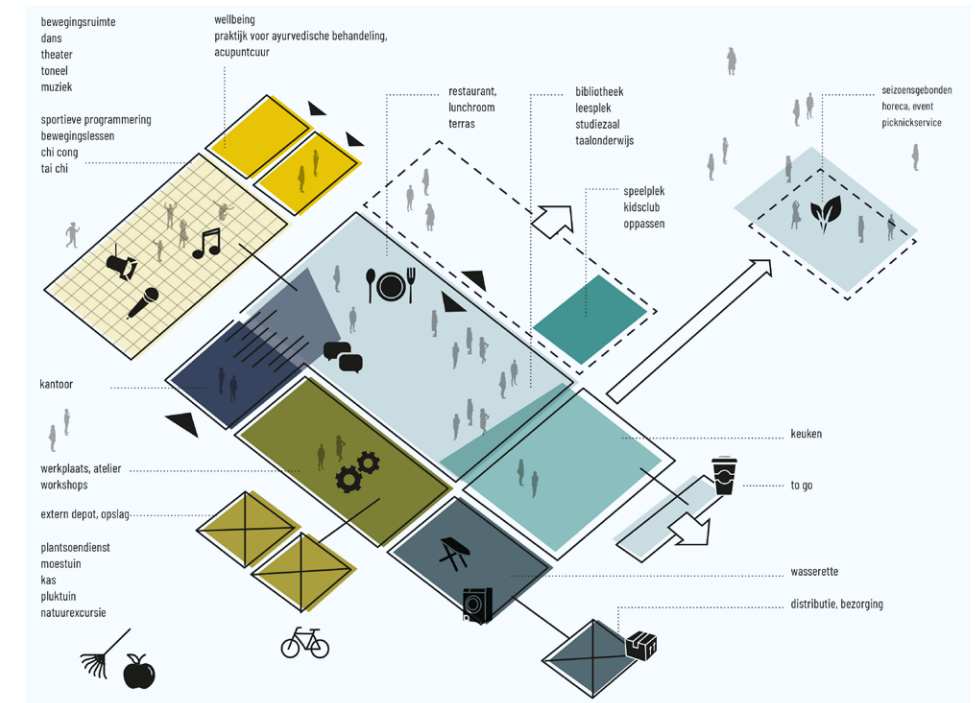 bewegingsruimte
dans
theater
toneel
muziek
wellbeing
praktijk voor ayurvedische behandeling,
acupuntcuur
sportieve programmering
bewegingslessen
chi cong
tai chi
restaurant,
lunchroom
terras
bibliotheek
leesplek
studiezaal
taalonderwijs
seizoensgebonden
horeca, event
picknickservice
speelplek
kidsclub
oppassen
kantoor
keuken
werkplaats, atelier
workshops
to go
extern depot, opslag
plantsoendienst
moestuin
kas
pluktuin
natuurexcursie
wasserette
distributie, bezorging